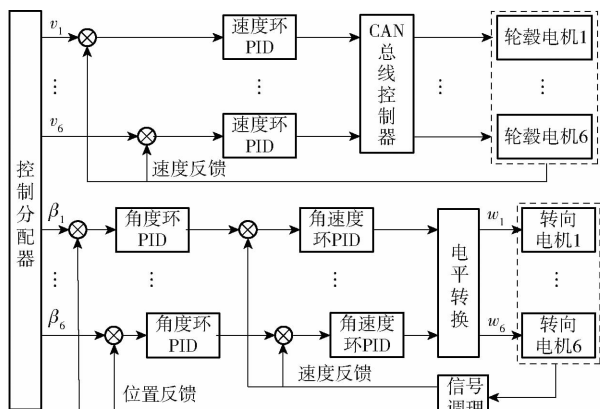 控制分配器
v1
速度环
PID
CAN
总线控制器
轮毂电机1
⋮
⋮
⋮
⋮
v6
速度环
PID
轮毂电机6
速度反馈
β1
角度环
PID
角速度
环PID
电平转换
w1
转向
电机1
⋮
⋮
⋮
⋮
⋮
β6
角度环
PID
角速度
环PID
w6
转向
电机6
速度反馈
位置反馈
信号
调理